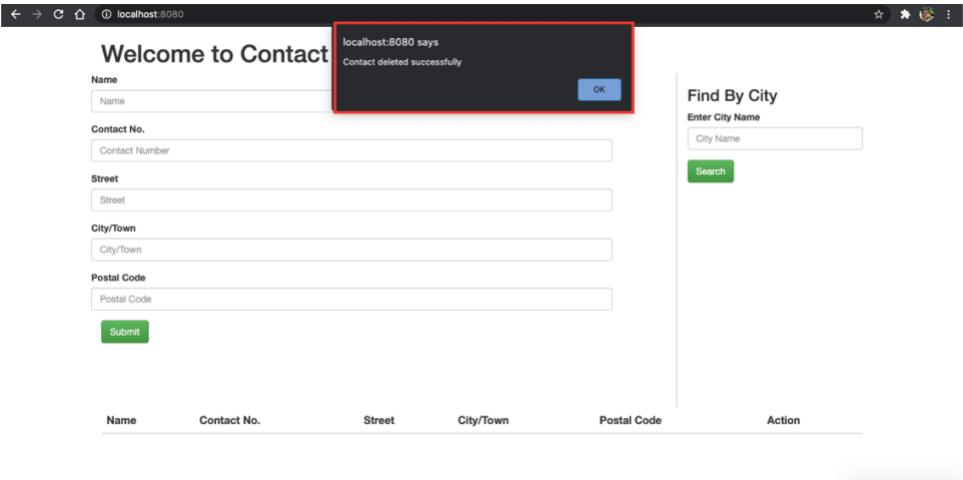 localhost:8080
Welcome to Contact
localhost:8080 says
Contact deleted successfully
OK
Name
Name
Contact No.
Contact Number
Street
Street
City/Town
City/Town
Postal Code
Postal Code
Submit
Find By City
Enter City Name
City Name
Search
Name Contact No. Street City/Town Postal Code Action